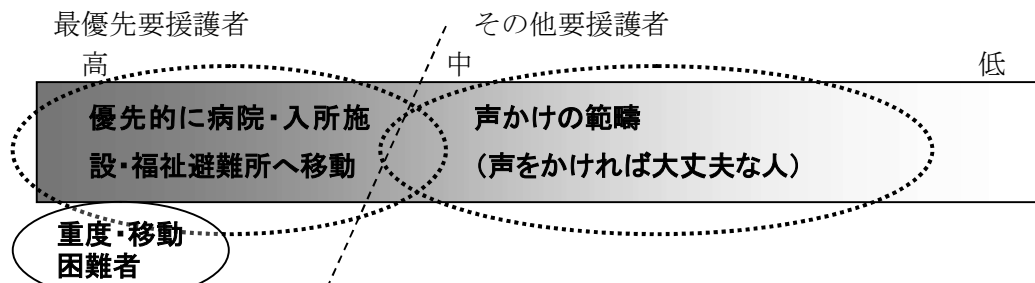 最優先要援護者
その他要援護者
高
中
低
優先的に病院・入所施
設・福祉避難所へ移動
声かけの範疇
（声をかければ大丈夫な人）
重度・移動
困難者